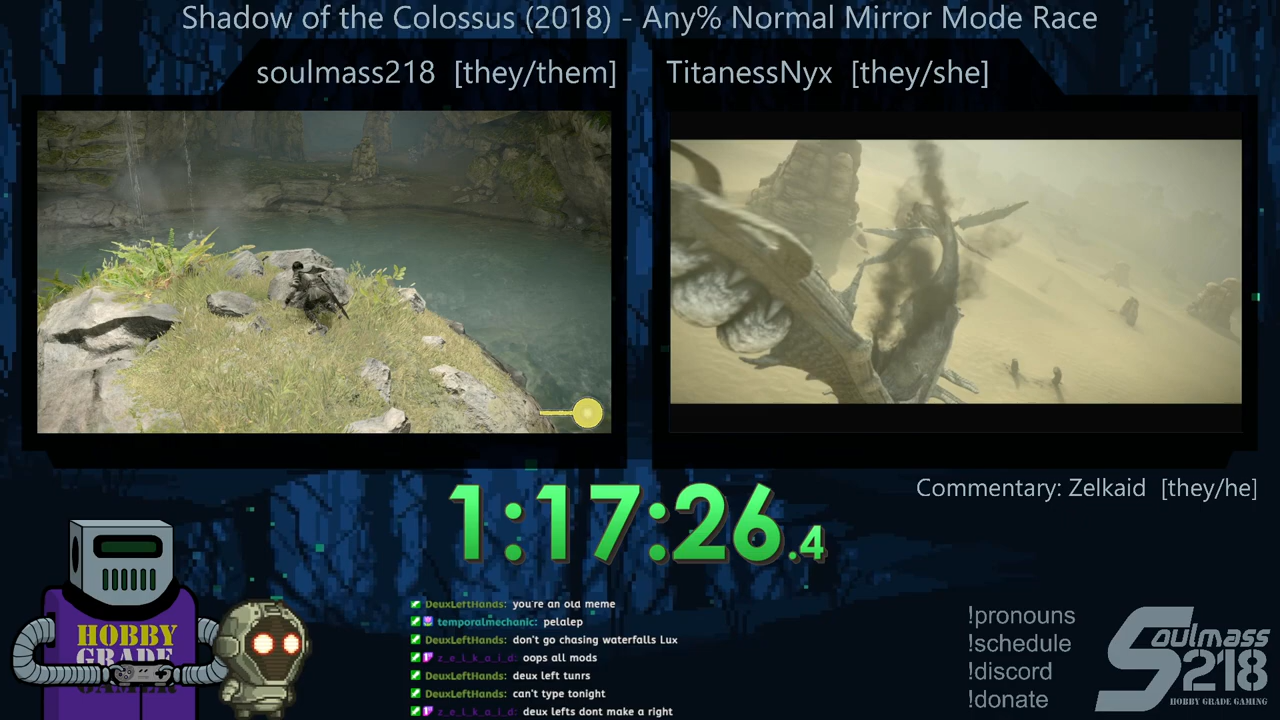 Shadow of the Colossus (2018) - Any% Normal Mirror Mode Race
soulmass218 [they/them]
TitanessNyx [they/she]
Commentary: Zelkaid [they/he]
1:17:26.4
DeuxLeftHands: you're an old meme
temporalmechanic: pelalep
DeuxLeftHands: don't go chasing waterfalls Lux
z_e_l_k_a_i_d: oops all mods
DeuxLeftHands: deux left tunrs
DeuxLeftHands: can't type tonight
z_e_l_k_a_i_d: deux lefts dont make a right
HOBBY
GRADE
GAMING
!pronouns
!schedule
!discord
!donate
Soulmass
218
HOBBY GRADE GAMING